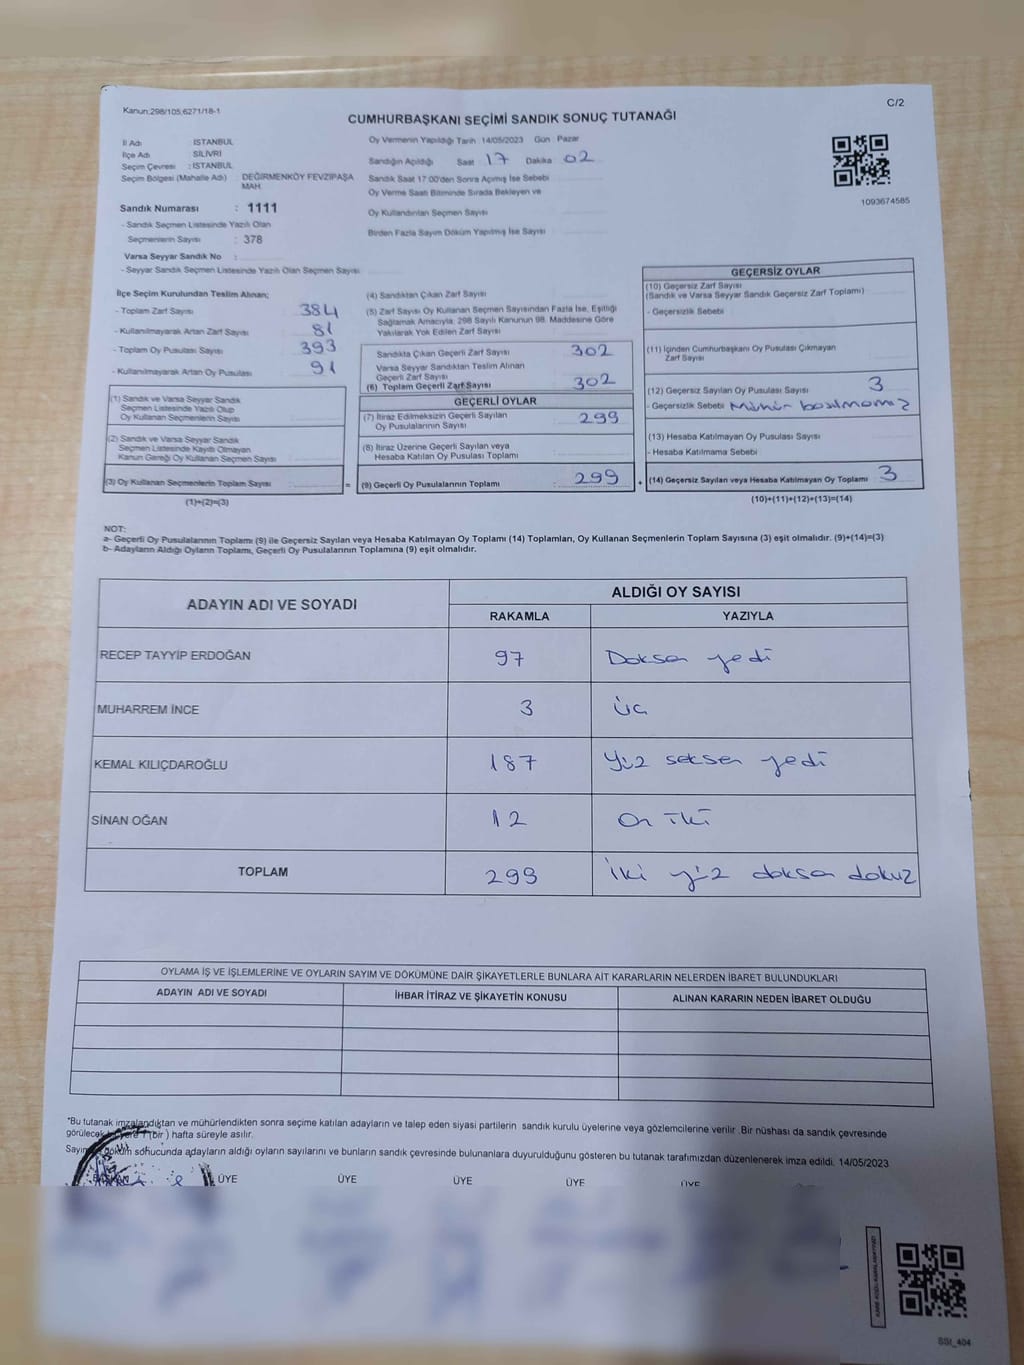 Kanun:298/105;6271/18-1
C/2
CUMHURBAŞKANI SEÇİMİ SANDIK SONUÇ TUTANAĞI
İl Adı İSTANBUL
İlçe Adı SİLİVRİ
Seçim Çevresi : İSTANBUL
Seçim Bölgesi (Mahalle Adı) : DEĞİRMENKÖY FEVZİPAŞA MAH.
Sandık Numarası : 1111
- Sandık Seçmen Listesinde Yazılı Olan
Seçmenlerin Sayısı : 378
Varsa Seyyar Sandık No :
- Seyyar Sandık Seçmen Listesinde Yazılı Olan Seçmen Sayısı
Oy Vermenin Yapıldığı Tarih 14/05/2023 Gün : Pazar
Sandığın Açıldığı Saat 17 Dakika 02
Sandık Saat 17.00'den Sonra Açılmış İse Sebebi
Oy Verme Saati Bitiminde Sırada Bekleyen ve
Oy Kullandırılan Seçmen Sayısı
Birden Fazla Sayım Döküm Yapılmış İse Sayısı
1093674585
İlçe Seçim Kurulundan Teslim Alınan;
- Toplam Zarf Sayısı 384
- Kullanılmayarak Artan Zarf Sayısı 81
- Toplam Oy Pusulası Sayısı 393
- Kullanılmayarak Artan Oy Pusulası 91
(1) Sandık ve Varsa Seyyar Sandık
Seçmen Listesinde Yazılı Olup
Oy Kullanan Seçmenlerin Sayısı
(2) Sandık ve Varsa Seyyar Sandık
Seçmen Listesinde Kayıtlı Olmayan
Kanun Gereği Oy Kullanan Seçmen Sayısı
(3) Oy Kullanan Seçmenlerin Toplam Sayısı =
(1)+(2)=(3)
(4) Sandıktan Çıkan Zarf Sayısı
(5) Zarf Sayısı Oy Kullanan Seçmen Sayısından Fazla İse, Eşitliği
Sağlamak Amacıyla; 298 Sayılı Kanunun 98. Maddesine Göre
Yakılarak Yok Edilen Zarf Sayısı
Sandıkta Çıkan Geçerli Zarf Sayısı 302
Varsa Seyyar Sandıktan Teslim Alınan
Geçerli Zarf Sayısı
(6) Toplam Geçerli Zarf Sayısı 302
GEÇERLİ OYLAR
(7) İtiraz Edilmeksizin Geçerli Sayılan
Oy Pusulalarının Sayısı 299
(8) İtiraz Üzerine Geçerli Sayılan veya
Hesaba Katılan Oy Pusulası Toplamı
(9) Geçerli Oy Pusulalarının Toplamı : 299 +
GEÇERSİZ OYLAR
(10) Geçersiz Zarf Sayısı
(Sandık ve Varsa Seyyar Sandık Geçersiz Zarf Toplamı)
- Geçersizlik Sebebi
(11) İçinden Cumhurbaşkanı Oy Pusulası Çıkmayan
Zarf Sayısı
(12) Geçersiz Sayılan Oy Pusulası Sayısı 3
- Geçersizlik Sebebi Mühür basılmamış
(13) Hesaba Katılmayan Oy Pusulası Sayısı
- Hesaba Katılmama Sebebi
(14) Geçersiz Sayılan veya Hesaba Katılmayan Oy Toplamı 3
(10)+(11)+(12)+(13)=(14)
NOT:
a- Geçerli Oy Pusulalarının Toplamı (9) ile Geçersiz Sayılan veya Hesaba Katılmayan Oy Toplamı (14) Toplamları, Oy Kullanan Seçmenlerin Toplam Sayısına (3) eşit olmalıdır. (9)+(14)=(3)
b- Adayların Aldığı Oyların Toplamı, Geçerli Oy Pusulalarının Toplamına (9) eşit olmalıdır.
ADAYIN ADI VE SOYADI ALDIĞI OY SAYISI
RAKAMLA YAZIYLA
RECEP TAYYİP ERDOĞAN 97 Doksan yedi
MUHARREM İNCE 3 Üç
KEMAL KILIÇDAROĞLU 187 Yüz seksen yedi
SİNAN OĞAN 12 On iki
TOPLAM 299 İki yüz doksan dokuz
OYLAMA İŞ VE İŞLEMLERİNE VE OYLARIN SAYIM VE DÖKÜMÜNE DAİR ŞİKAYETLERLE BUNLARA AİT KARARLARIN NELERDEN İBARET BULUNDUKLARI
ADAYIN ADI VE SOYADI İHBAR İTİRAZ VE ŞİKAYETİN KONUSU ALINAN KARARIN NEDEN İBARET OLDUĞU
*Bu tutanak imzalandıktan ve mühürlendikten sonra seçime katılan adayların ve talep eden siyasi partilerin sandık kurulu üyelerine veya gözlemcilerine verilir .Bir nüshası da sandık çevresinde
görülecek bir yere 1 (bir ) hafta süreyle asılır.
Sayım döküm sonucunda adayların aldığı oyların sayılarını ve bunların sandık çevresinde bulunanlara duyurulduğunu gösteren bu tutanak tarafımızdan düzenlenerek imza edildi. 14/05/2023
BAŞKAN ÜYE ÜYE ÜYE ÜYE ÜYE
SSt_404